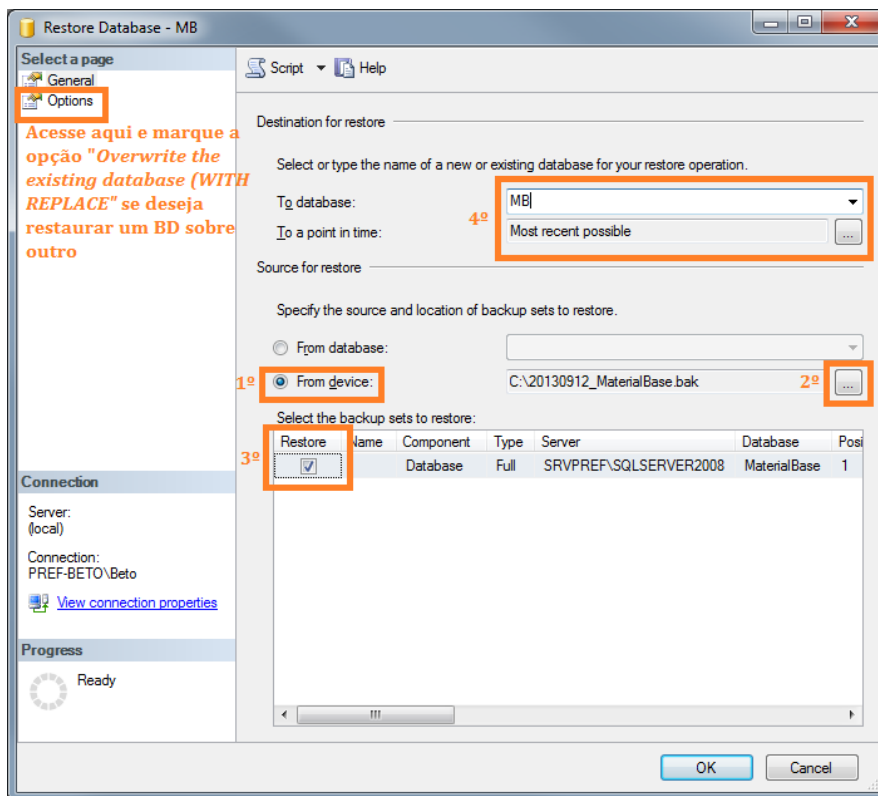 Restore Database - MB
Select a page
General
Options
Acesse aqui e marque a
opção "Overwrite the
existing database (WITH
REPLACE" se deseja
restaurar um BD sobre
outro
Script
Help
Destination for restore
Select or type the name of a new or existing database for your restore operation.
To database:
MB
4º
To a point in time:
Most recent possible
...
Source for restore
Specify the source and location of backup sets to restore.
From database:
1º
From device:
C:\20130912_MaterialBase.bak
2º
...
Select the backup sets to restore:
3º
Restore Name Component Type Server Database Posi
Database Full SRVPREF\SQLSERVER2008 MaterialBase 1
Connection
Server:
(local)
Connection:
PREF-BETO\Beto
View connection properties
Progress
Ready
OK
Cancel